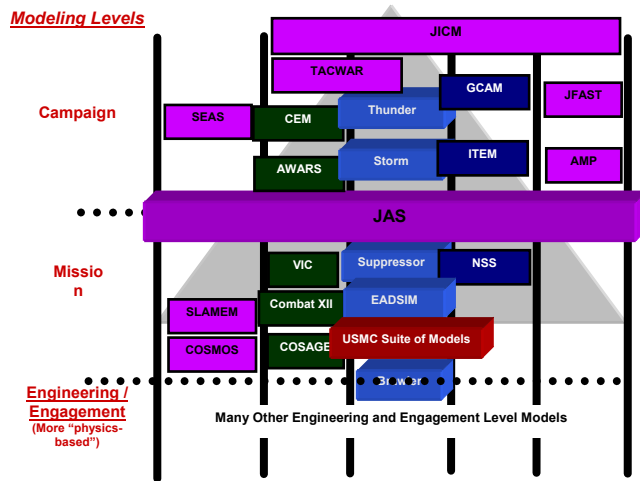 Modeling Levels
JICM
TACWAR
GCAM
Campaign
Thunder
JFAST
SEAS
CEM
Storm
ITEM
AMP
AWARS
JAS
Missio
n
VIC
Suppressor
NSS
Combat XII
EADSIM
SLAMEM
USMC Suite of Models
COSMOS
COSAGE
Brawler
Engineering /
Engagement
(More “physics-
based”)
Many Other Engineering and Engagement Level Models